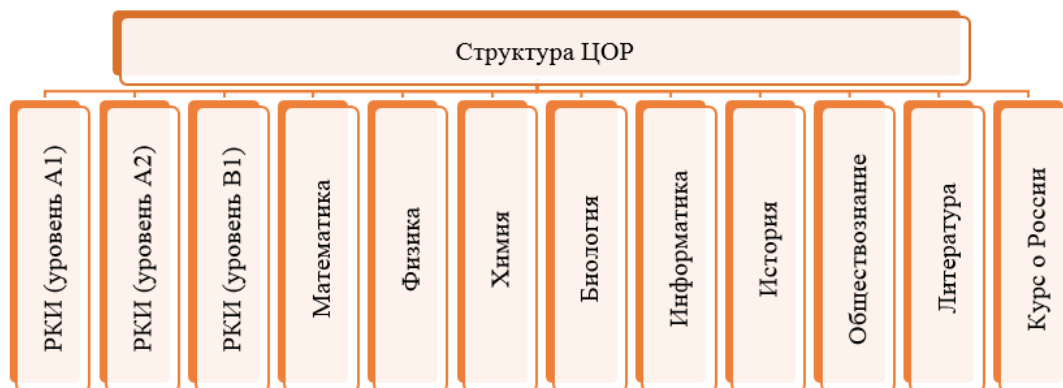 Структура ЦОР
РКИ (уровень А1)
РКИ (уровень А2)
РКИ (уровень В1)
Математика
Физика
Химия
Биология
Информатика
История
Обществознание
Литература
Курс о России